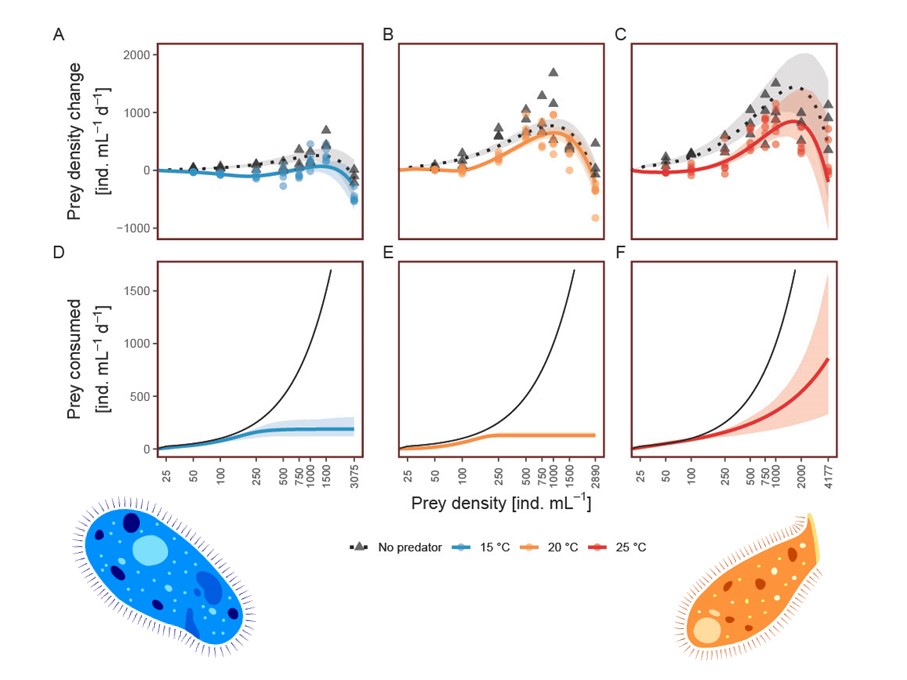 A B C
Prey density change
[ind. mL⁻¹ d⁻¹]
2000
1000
0
−1000
D E F
Prey consumed
[ind. mL⁻¹ d⁻¹]
1500
1000
500
0
25 50 100 250 500 750 1000 1500 3075
25 50 100 250 500 750 1000 1500 2890
25 50 100 250 500 750 1000 2000 4177
Prey density [ind. mL⁻¹]
No predator 15 °C 20 °C 25 °C